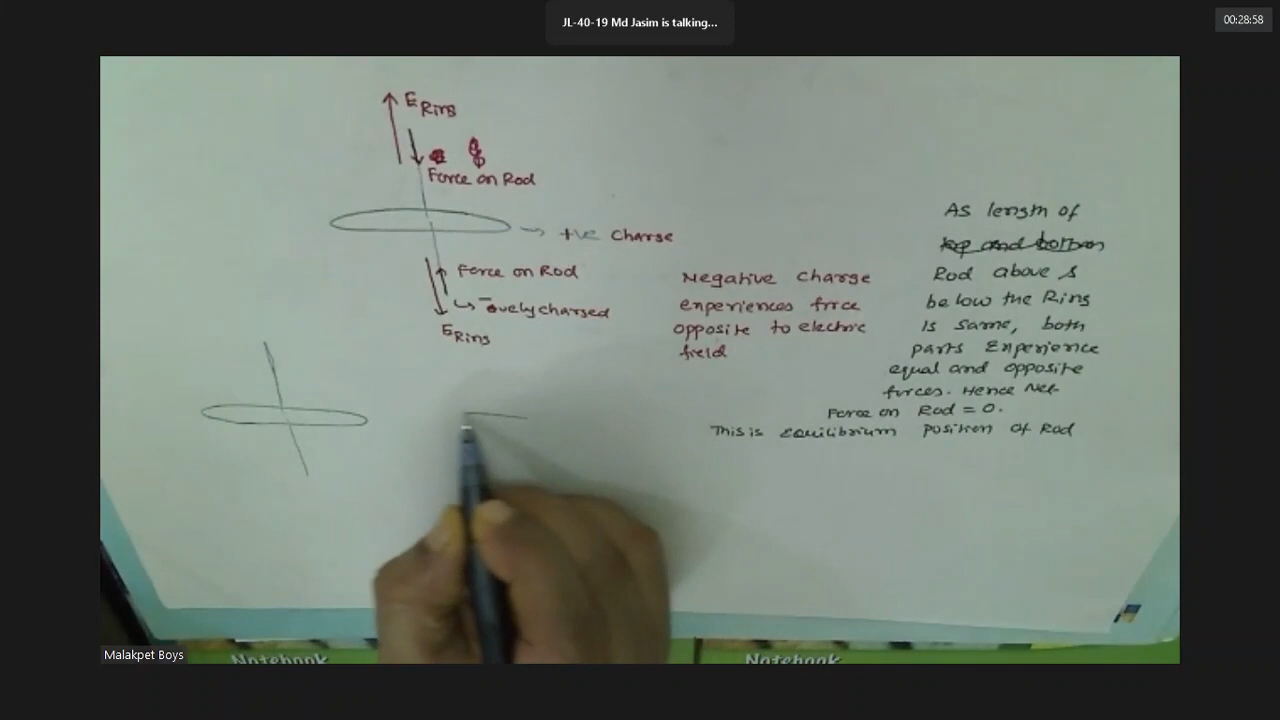 JL-40-19 Md Jasim is talking...
00:28:58
E Ring
Force on Rod
+ve Charge
Force on Rod
-vely charged
E Ring
Negative Charge
experiences force
opposite to electric
field
As length of
top and bottom
Rod above &
below the Ring
is same, both
parts Experience
equal and opposite
forces. Hence Net
Force on Rod = 0.
This is Equilibrium position of Rod
Malakpet Boys
Notebook
Notebook